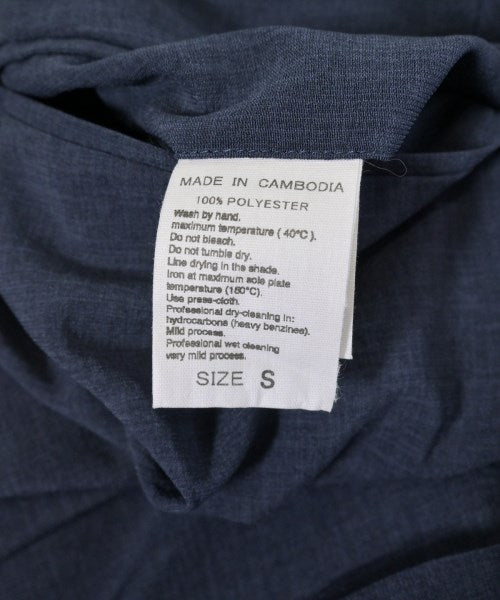 MADE IN CAMBODIA
100% POLYESTER
Wash by hand.
maximum temperature ( 40°C ).
Do not bleach.
Do not tumble dry.
Line drying in the shade.
Iron at maximum sole plate
temperature (150°C).
Use press-cloth.
Professional dry-cleaning in:
hydrocarbons (heavy benzines).
Mild process.
Professional wet cleaning
very mild process.
SIZE S